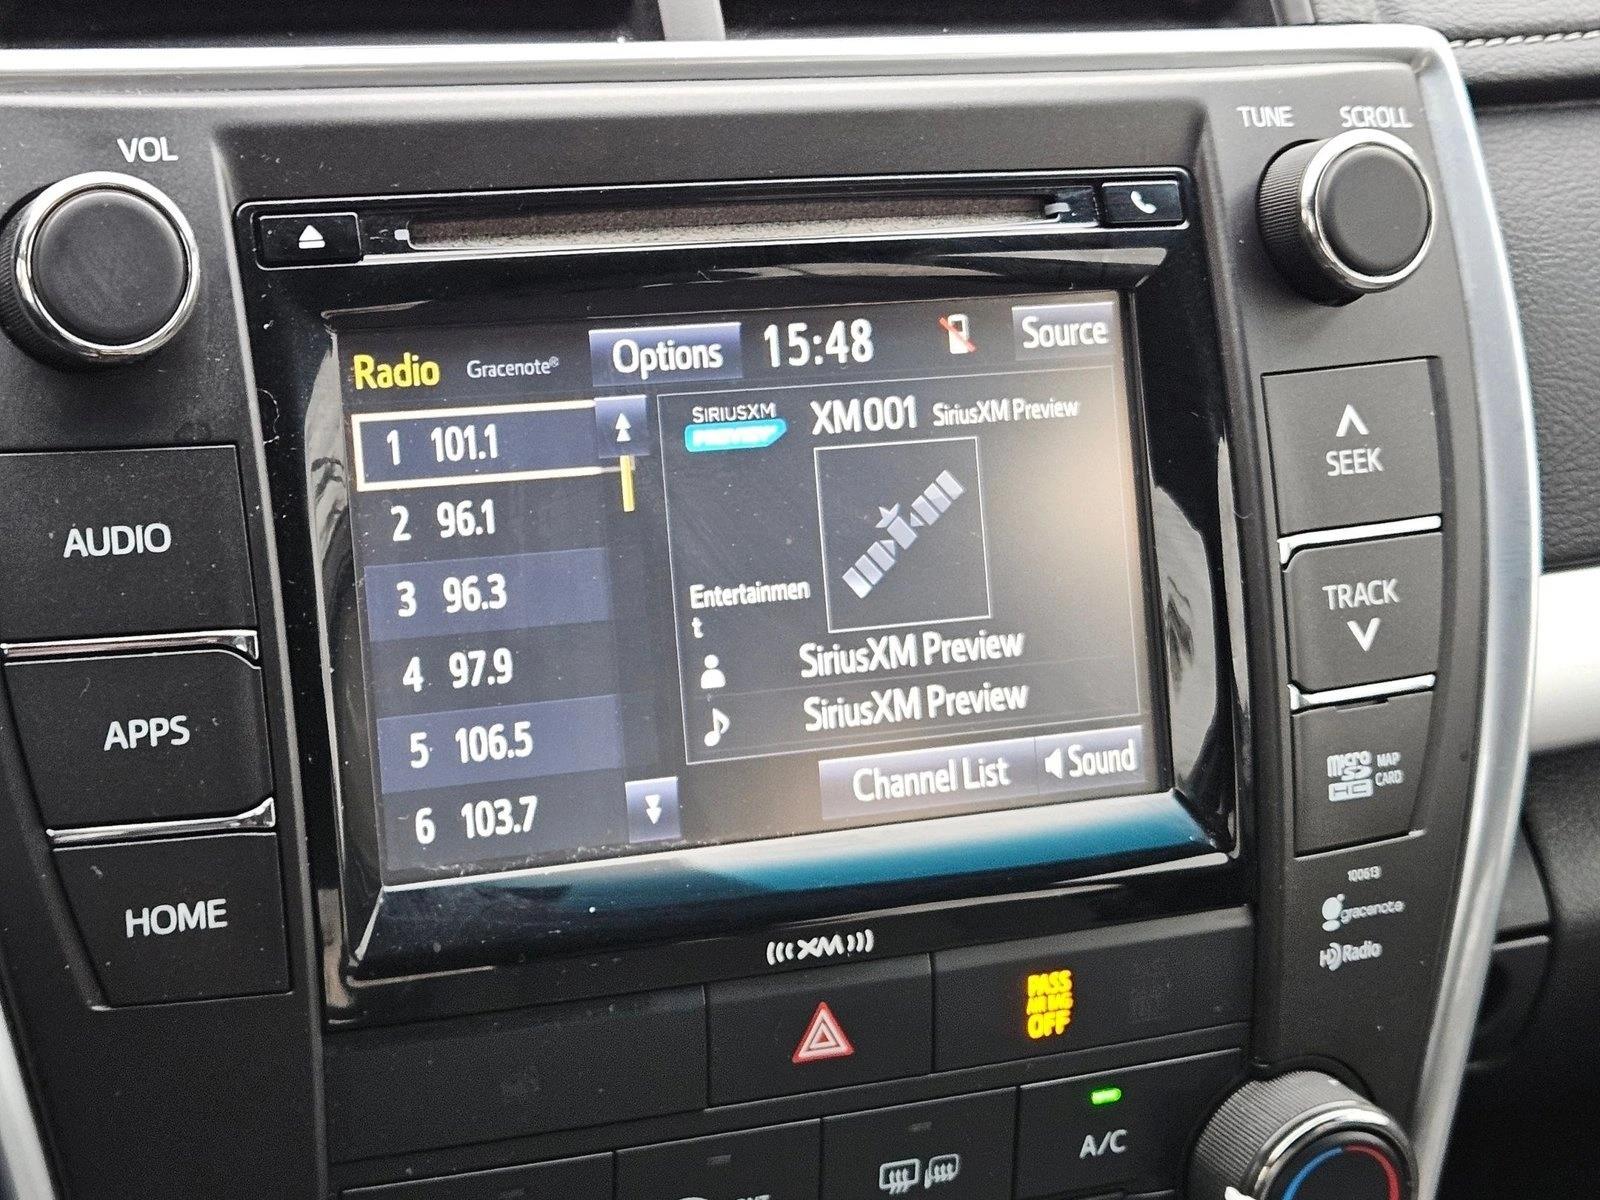 VOL
TUNE SCROLL
Radio Gracenote® Options 15:48 Source
1 101.1
2 96.1
3 96.3
4 97.9
5 106.5
6 103.7
SIRIUSXM
PREVIEW
XM001 SiriusXM Preview
Entertainmen
t
SiriusXM Preview
SiriusXM Preview
Channel List
Sound
AUDIO
APPS
HOME
SEEK
TRACK
micro
SD
HC
MAP
CARD
100613
gracenote
HD Radio
XM
PASS
AIR BAG
OFF
A/C